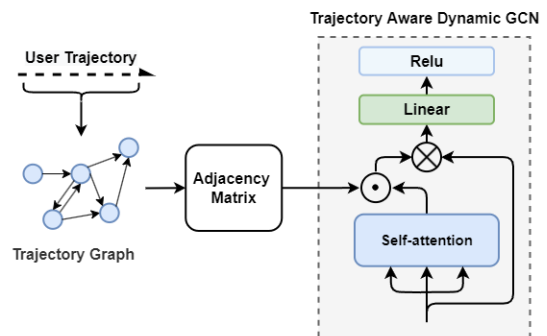 Trajectory Aware Dynamic GCN
User Trajectory
Relu
Linear
Adjacency
Matrix
Self-attention
Trajectory Graph